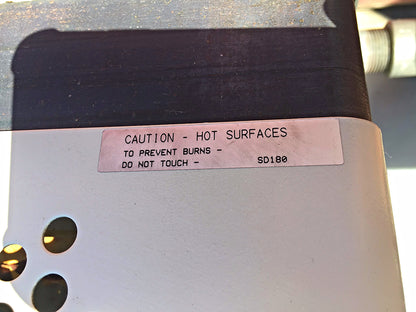 CAUTION - HOT SURFACES
TO PREVENT BURNS -
DO NOT TOUCH - SD180